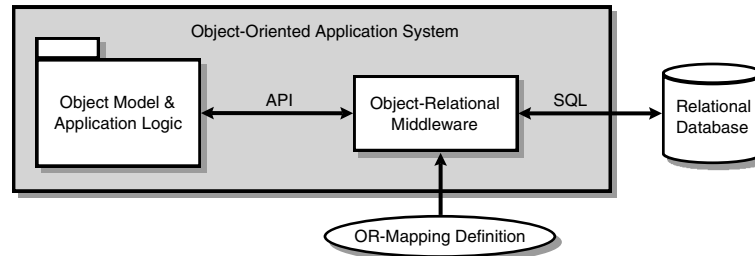 Object-Oriented Application System
Object Model &
Application Logic
API
Object-Relational
Middleware
SQL
Relational
Database
OR-Mapping Definition